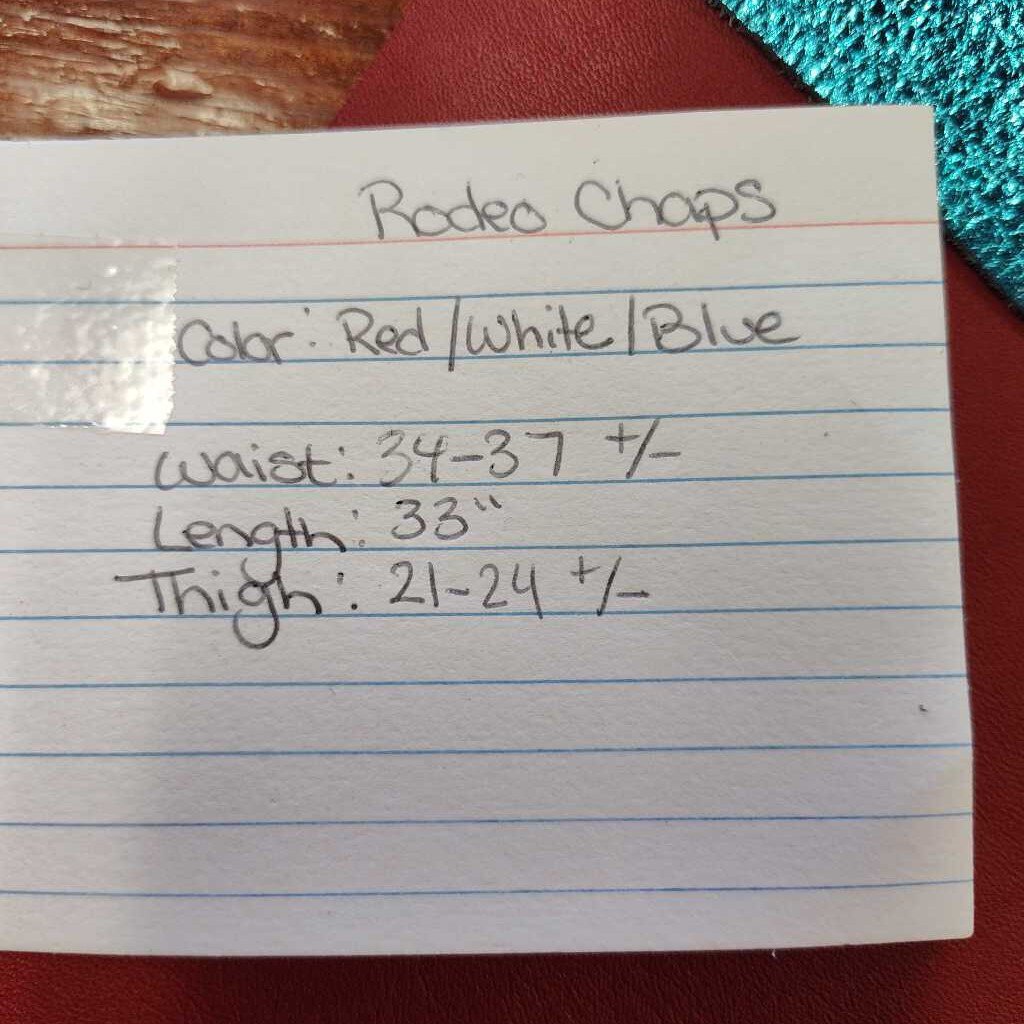 Rodeo Chaps
Color: Red/White/Blue
Waist: 34-37 +/-
Length: 33"
Thigh: 21-24 +/-